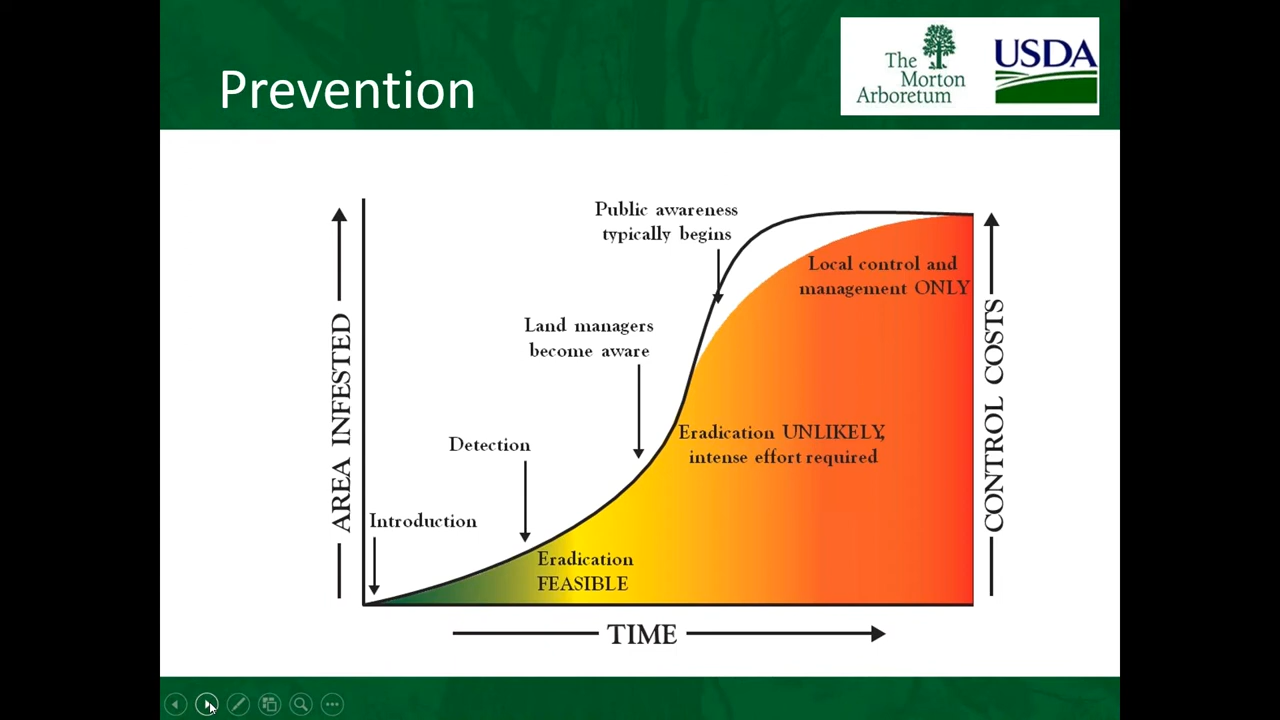 Prevention
The
Morton
Arboretum
USDA
Public awareness
typically begins
Local control and
management ONLY
Land managers
become aware
Eradication UNLIKELY,
intense effort required
Detection
Introduction
Eradication
FEASIBLE
AREA INFESTED
CONTROL COSTS
TIME